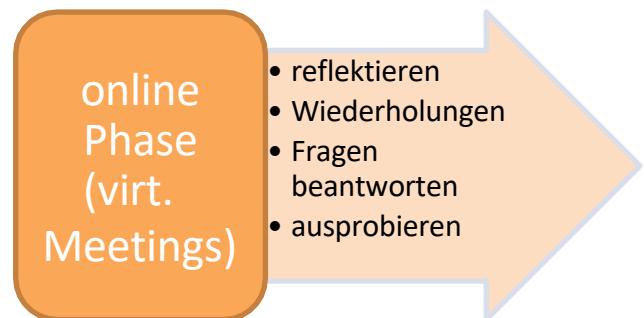 online
Phase
(virt.
Meetings)
• reflektieren
• Wiederholungen
• Fragen
beantworten
• ausprobieren